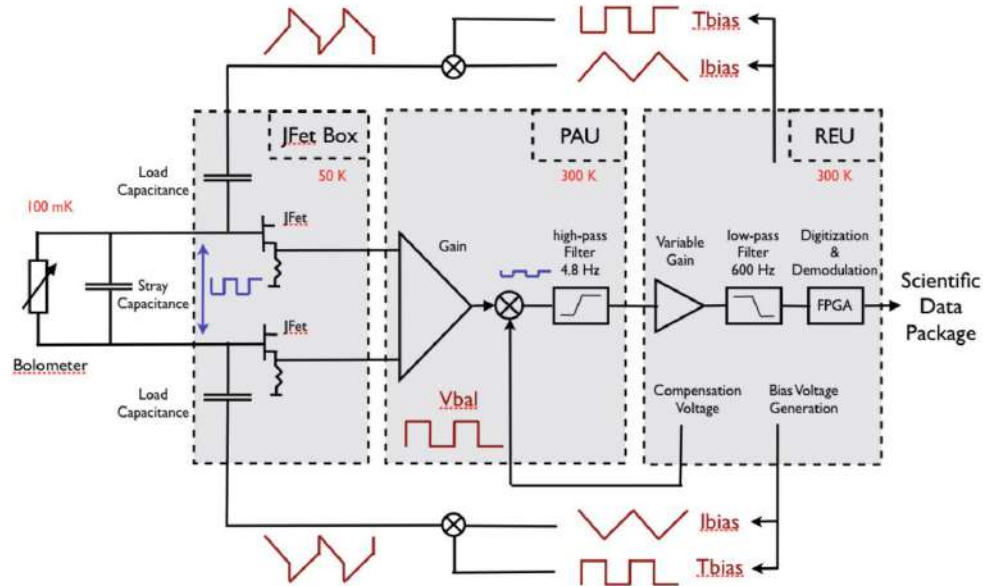 Tbias
Ibias
JFet Box
50 K
PAU
300 K
REU
300 K
Load
Capacitance
100 mK
JFet
Gain
high-pass
Filter
4.8 Hz
Variable
Gain
low-pass
Filter
600 Hz
Digitization
&
Demodulation
Stray
Capacitance
FPGA
Scientific
Data
Package
JFet
Bolometer
Load
Capacitance
Vbal
Compensation
Voltage
Bias Voltage
Generation
Ibias
Tbias